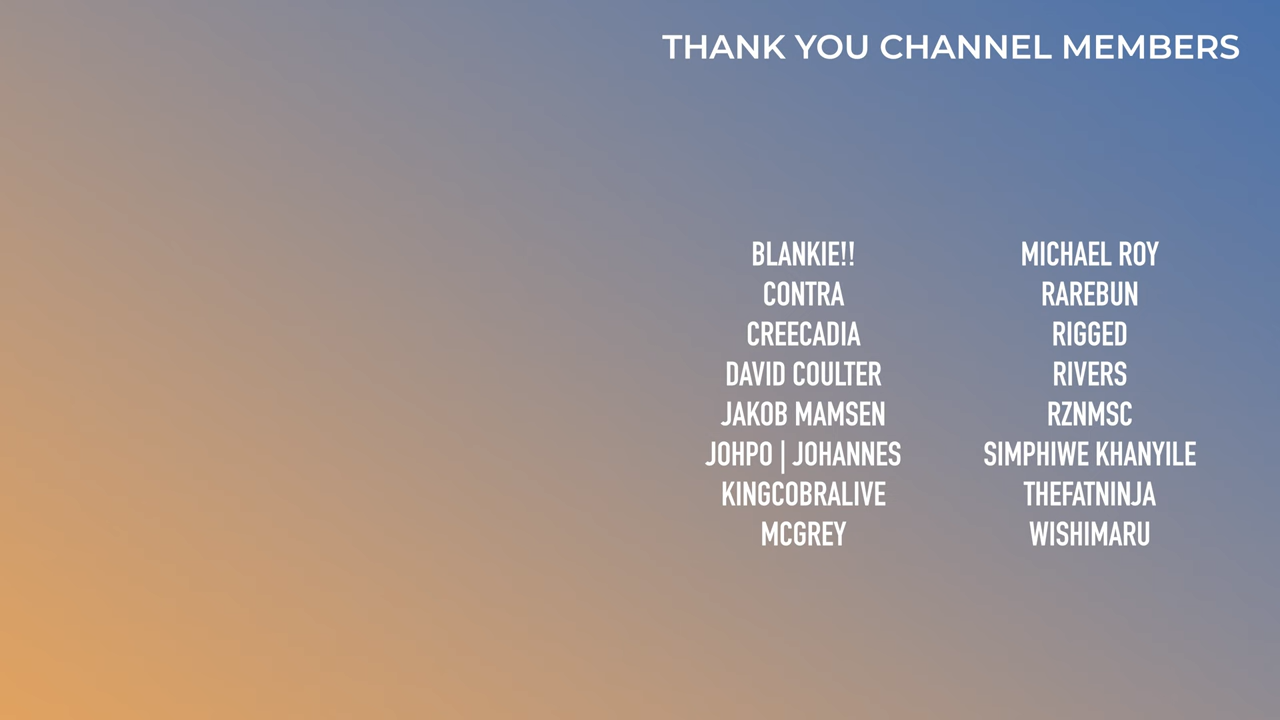 THANK YOU CHANNEL MEMBERS
BLANKIE!!
CONTRA
CREECADIA
DAVID COULTER
JAKOB MAMSEN
JOHPO | JOHANNES
KINGCOBRALIVE
MCGREY
MICHAEL ROY
RAREBUN
RIGGED
RIVERS
RZNMSC
SIMPHIWE KHANYILE
THEFATNINJA
WISHIMARU